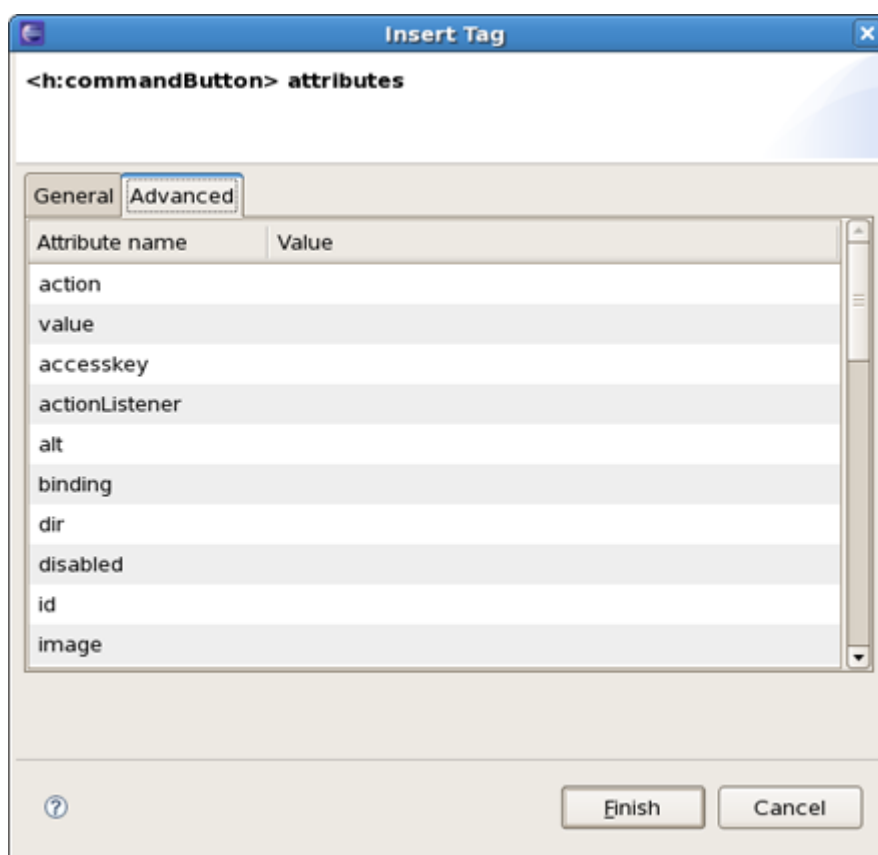 Insert Tag
<h:commandButton> attributes
General Advanced
Attribute name Value
action
value
accesskey
actionListener
alt
binding
dir
disabled
id
image
Finish Cancel